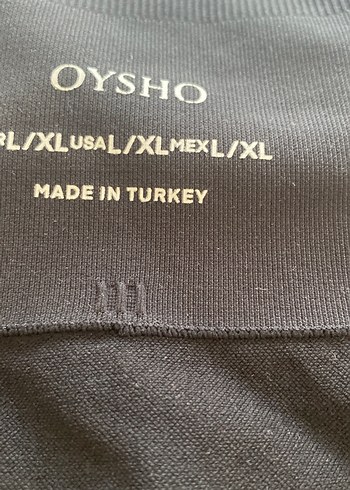 OYSHO
L/XL USA L/XL MEX L/XL
MADE IN TURKEY